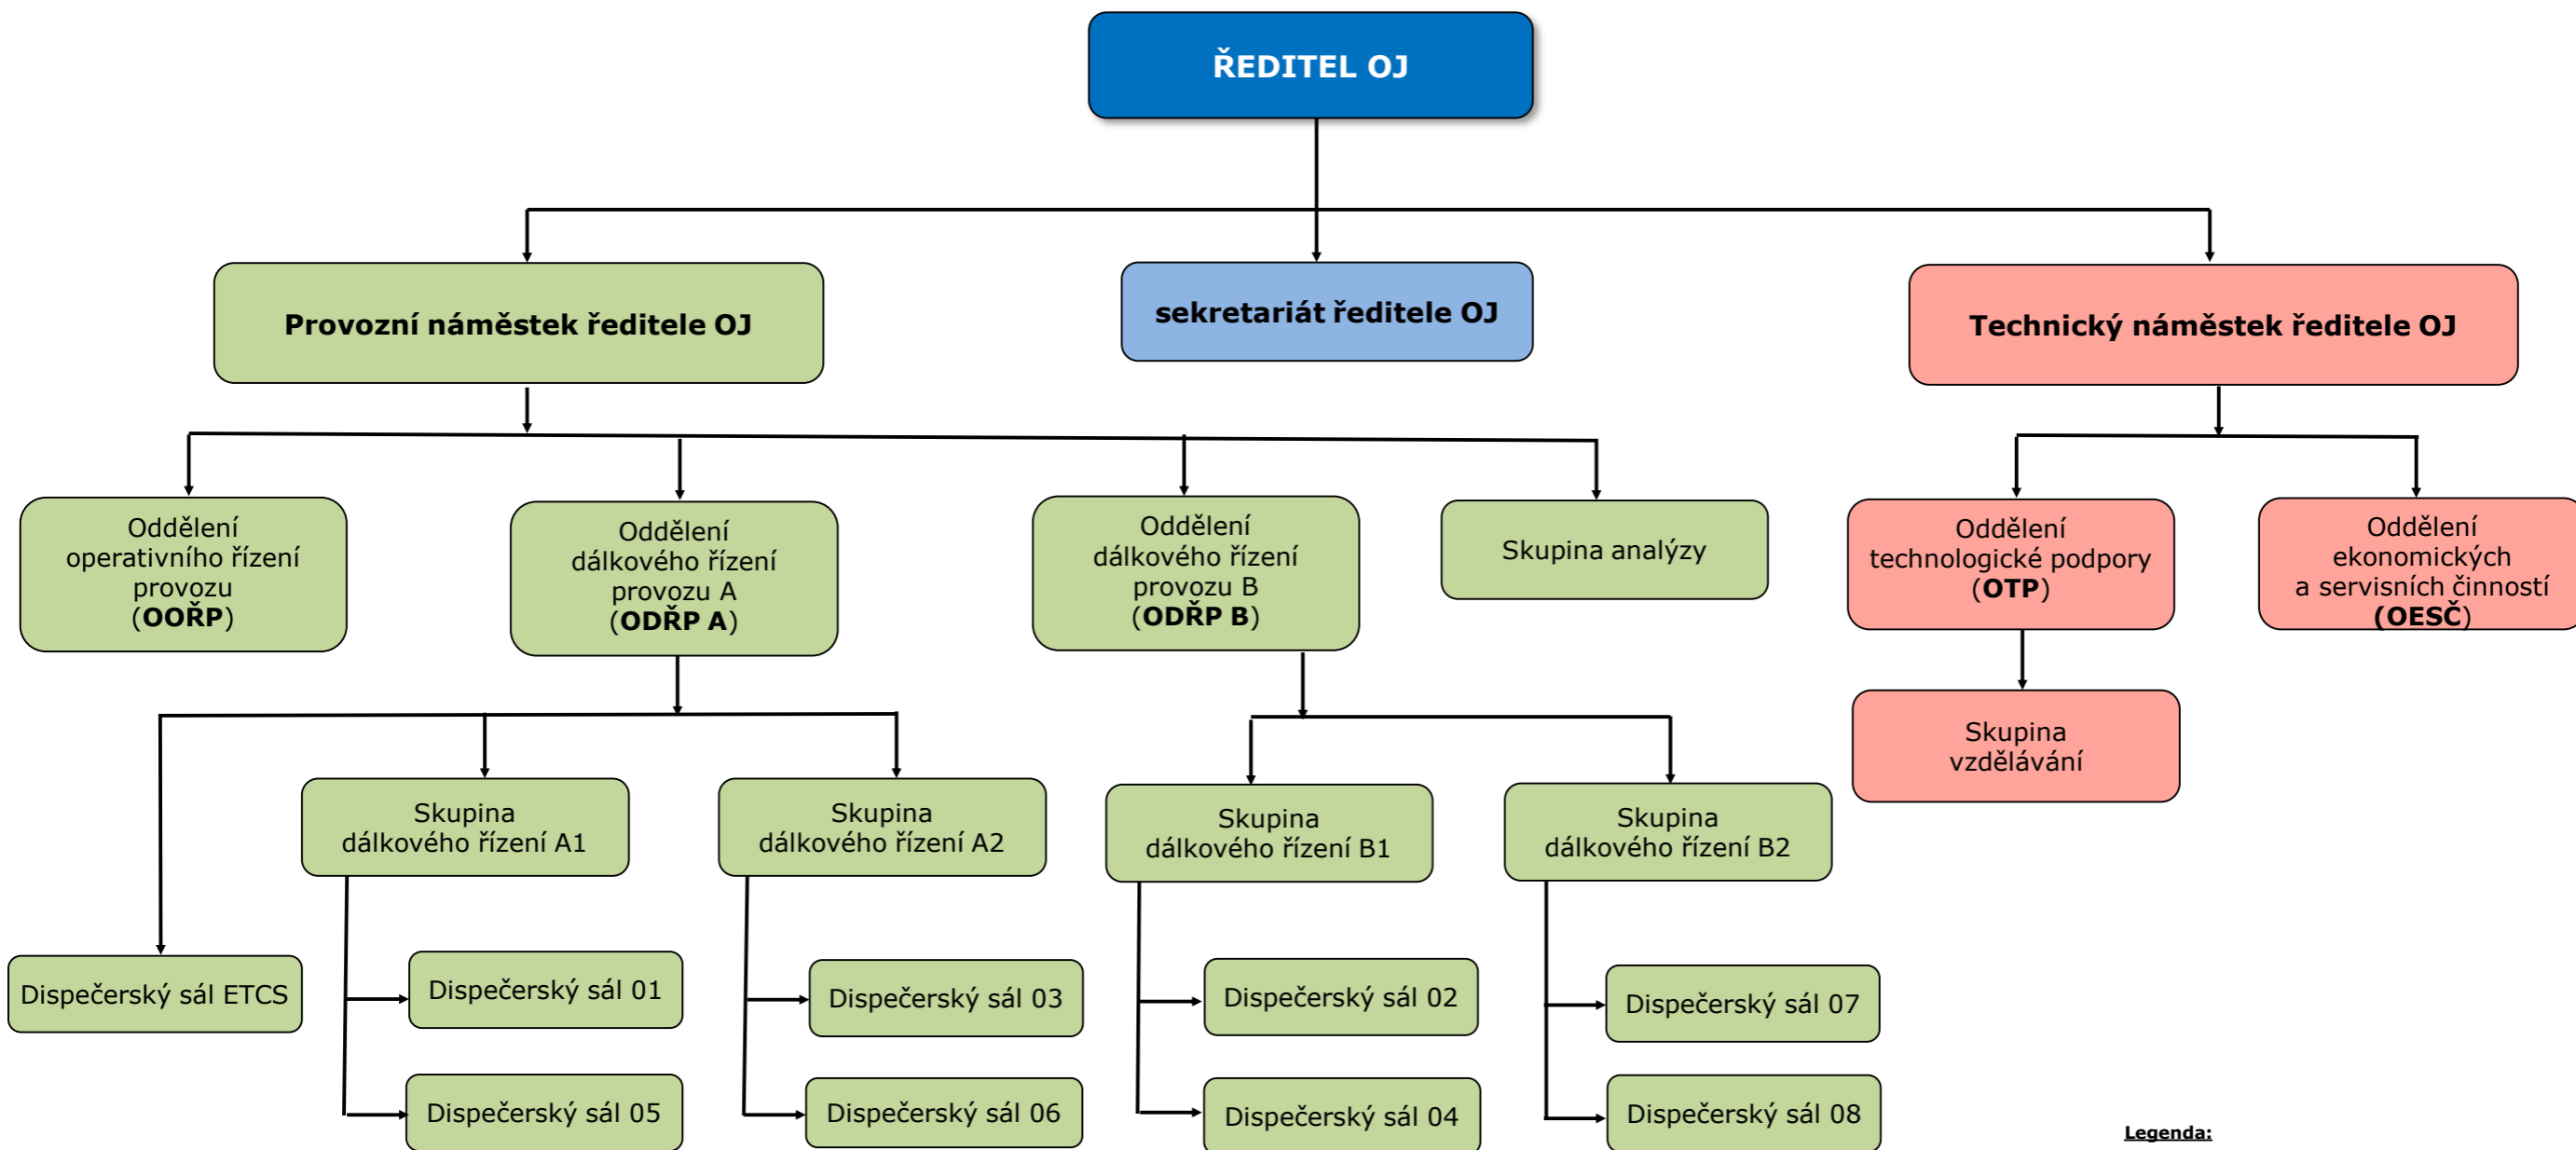 ŘEDITEL OJ
Provozní náměstek ředitele OJ
sekretariát ředitele OJ
Technický náměstek ředitele OJ
Oddělení
operativního řízení
provozu
(OOŘP)
Oddělení
dálkového řízení
provozu A
(ODŘP A)
Oddělení
dálkového řízení
provozu B
(ODŘP B)
Skupina analýzy
Oddělení
technologické podpory
(OTP)
Oddělení
ekonomických
a servisních činností
(OESČ)
Skupina
vzdělávání
Skupina
dálkového řízení A1
Skupina
dálkového řízení A2
Skupina
dálkového řízení B1
Skupina
dálkového řízení B2
Dispečerský sál ETCS
Dispečerský sál 01
Dispečerský sál 03
Dispečerský sál 02
Dispečerský sál 07
Dispečerský sál 05
Dispečerský sál 06
Dispečerský sál 04
Dispečerský sál 08
Legenda: